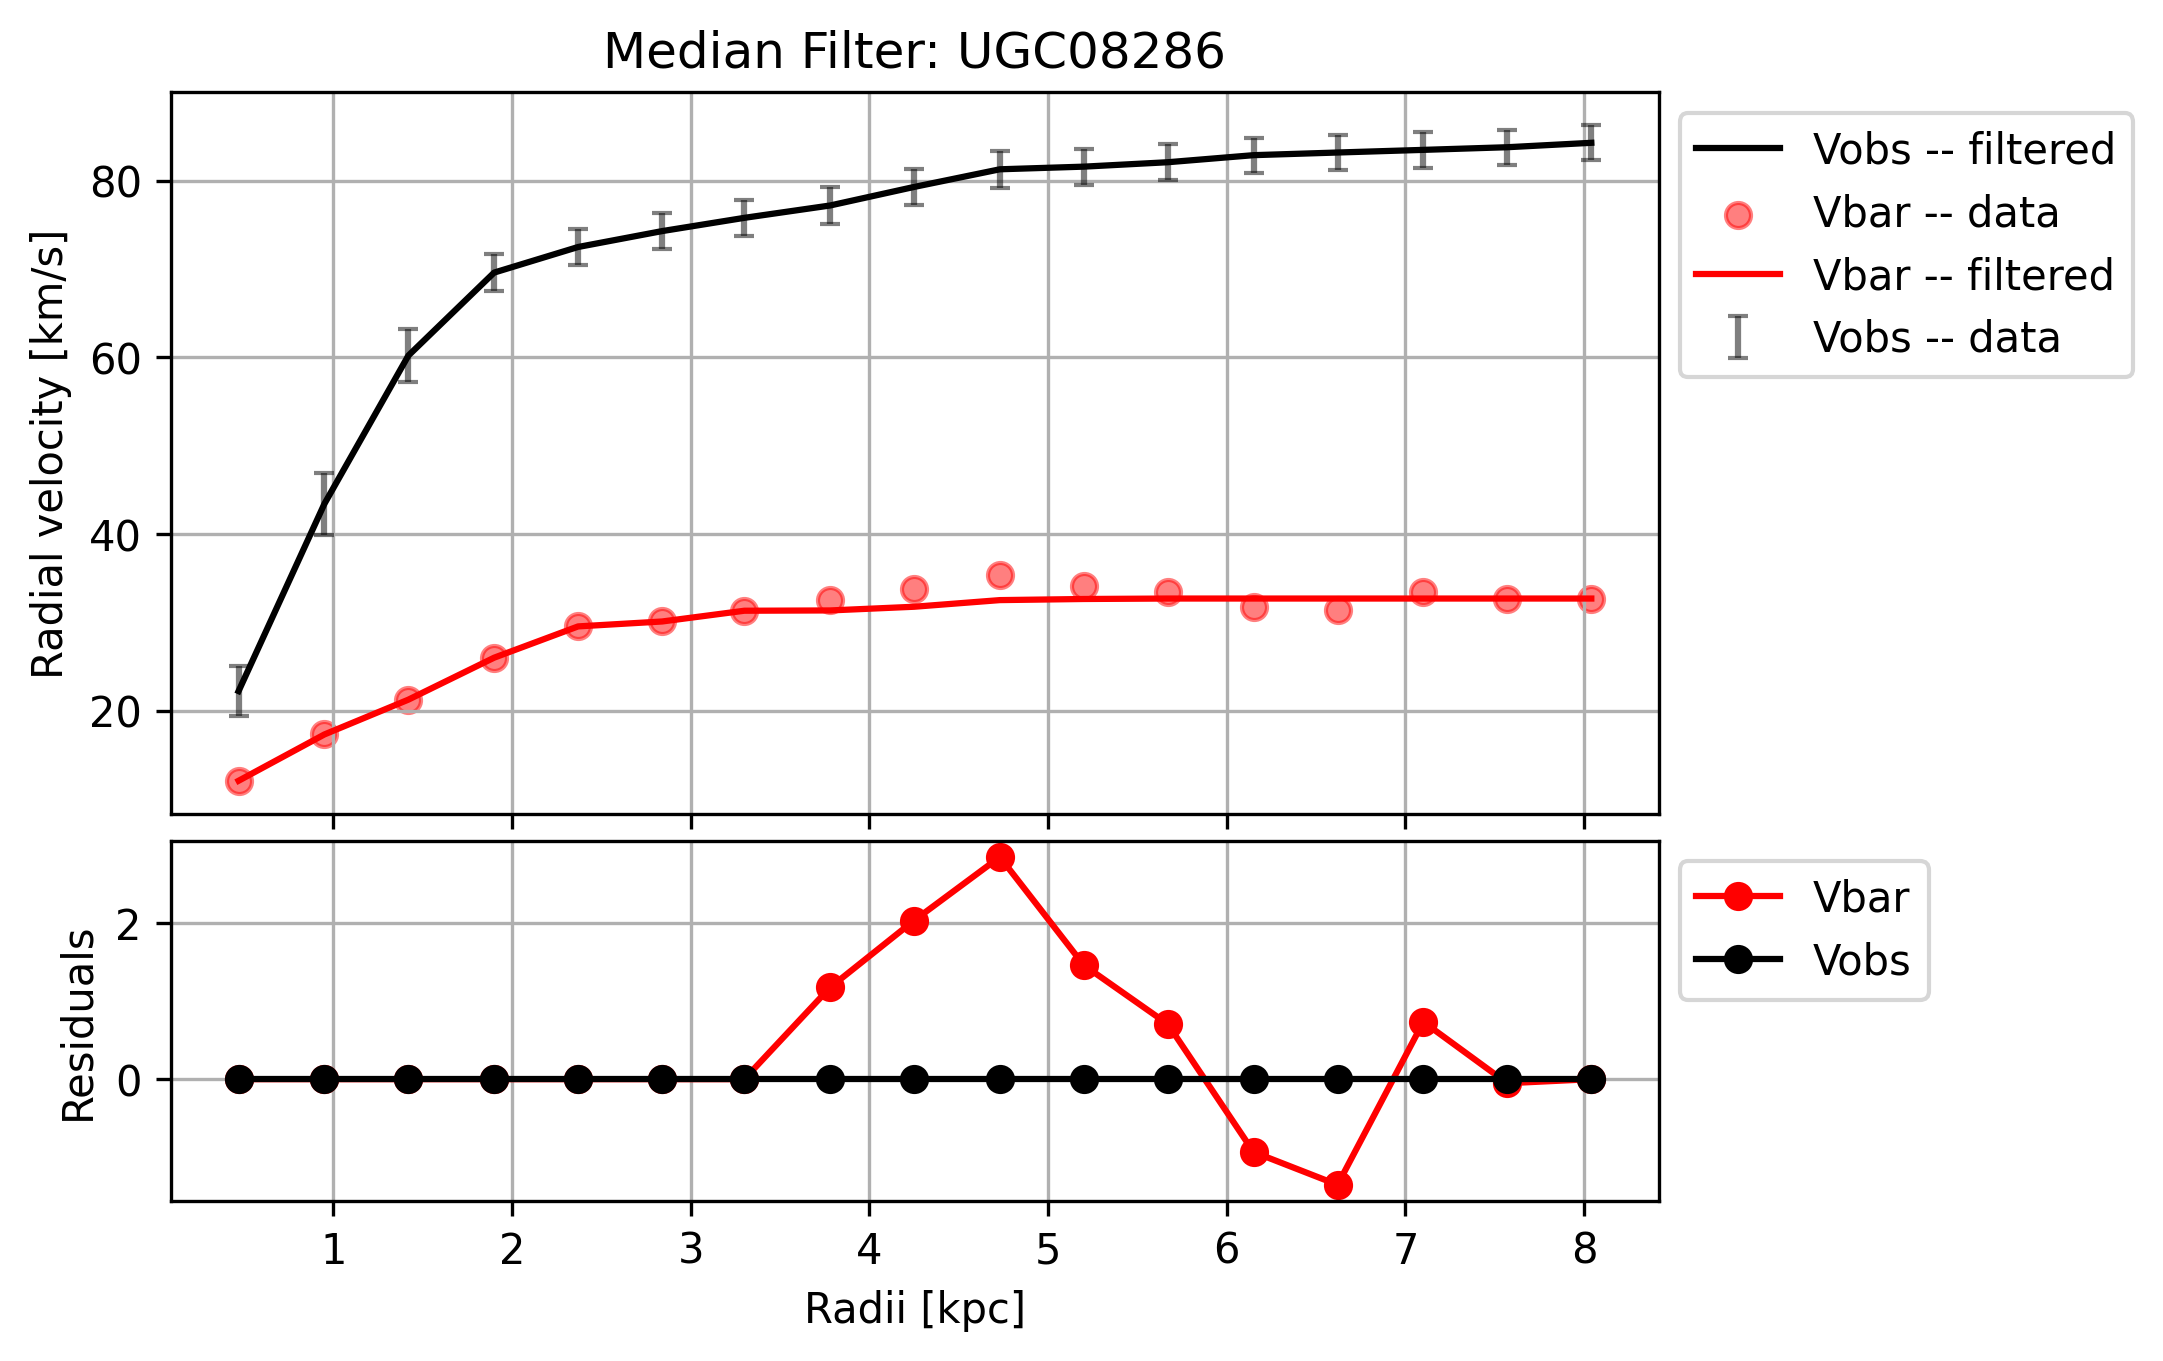 Median Filter: UGC08286
Radial velocity [km/s]
80
60
40
20
Vobs -- filtered
Vbar -- data
Vbar -- filtered
Vobs -- data
Residuals
2
0
Vbar
Vobs
1 2 3 4 5 6 7 8
Radii [kpc]